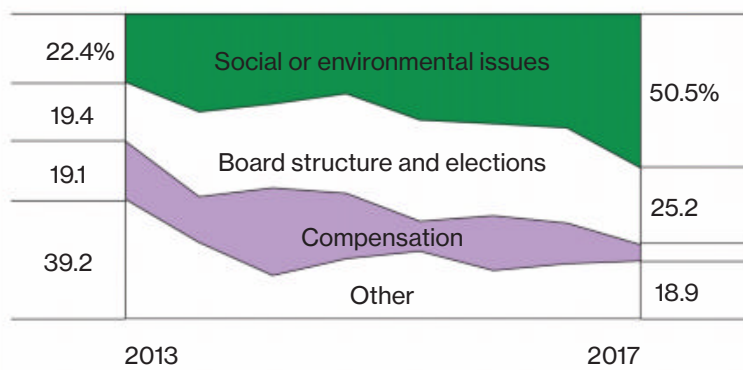 22.4%
Social or environmental issues
50.5%
19.4
Board structure and elections
19.1
25.2
Compensation
39.2
Other
18.9
2013
2017